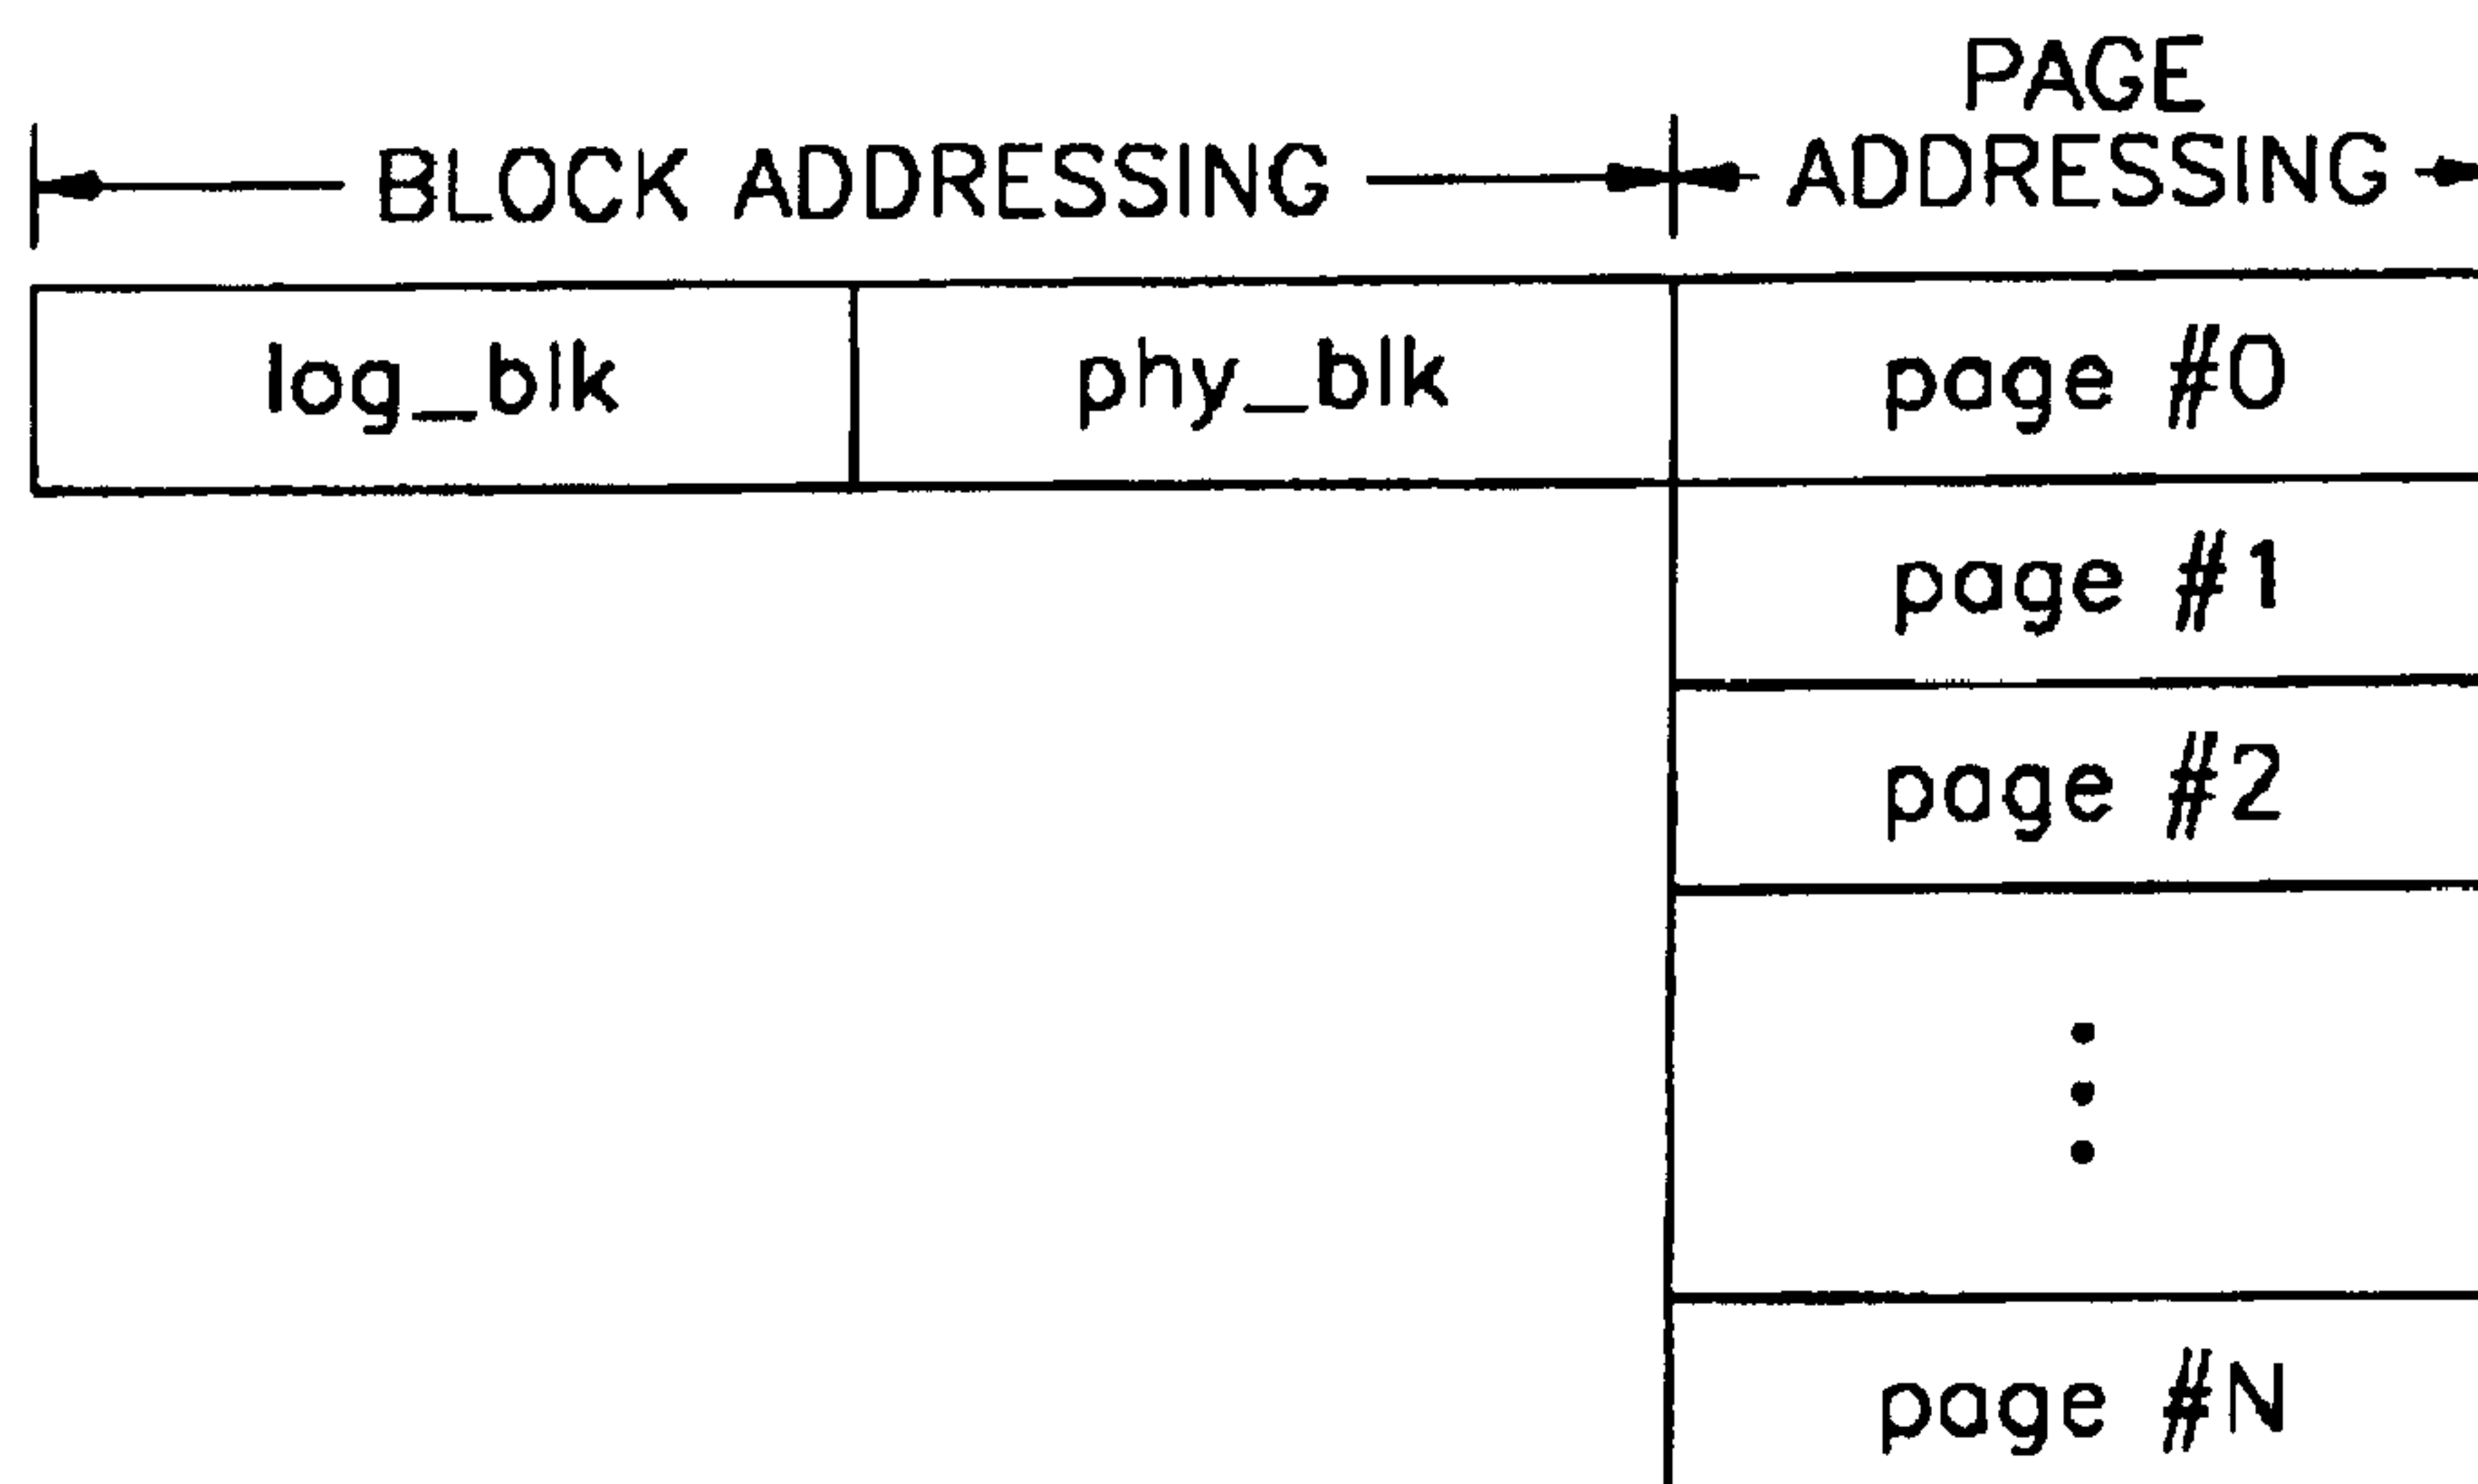 PAGE
BLOCK ADDRESSING ADDRESSING
log_blk phy_blk page #0
page #1
page #2
page #N